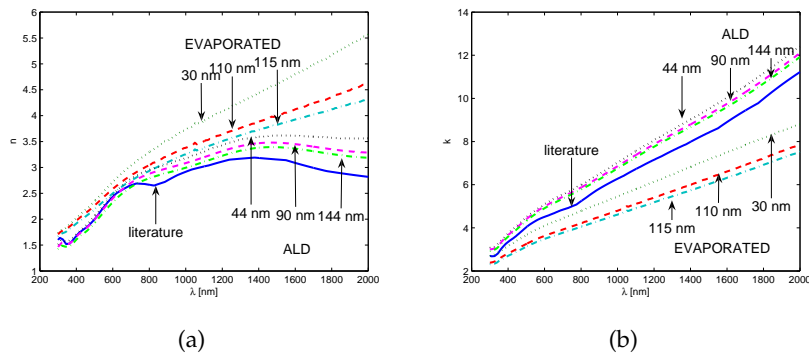 EVAPORATED
30 nm
110 nm
115 nm
n
5.5
5
4.5
4
3.5
3
2.5
2
1.5
1
200 400 600 800 1000 1200 1400 1600 1800 2000
λ [nm]
literature
44 nm
90 nm
144 nm
ALD
(a)
ALD
44 nm
90 nm
144 nm
k
14
12
10
8
6
4
2
200 400 600 800 1000 1200 1400 1600 1800 2000
λ [nm]
literature
115 nm
110 nm
30 nm
EVAPORATED
(b)